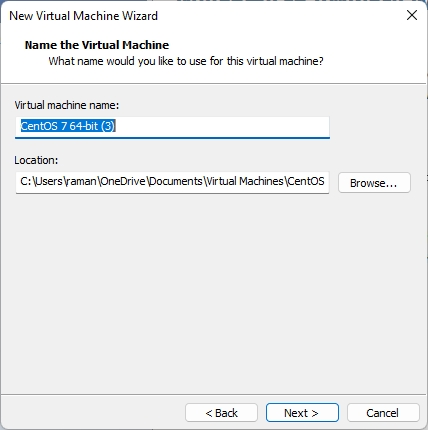 New Virtual Machine Wizard
Name the Virtual Machine
What name would you like to use for this virtual machine?
Virtual machine name:
CentOS 7 64-bit (3)
Location:
C:\Users\raman\OneDrive\Documents\Virtual Machines\CentOS
Browse...
< Back
Next >
Cancel